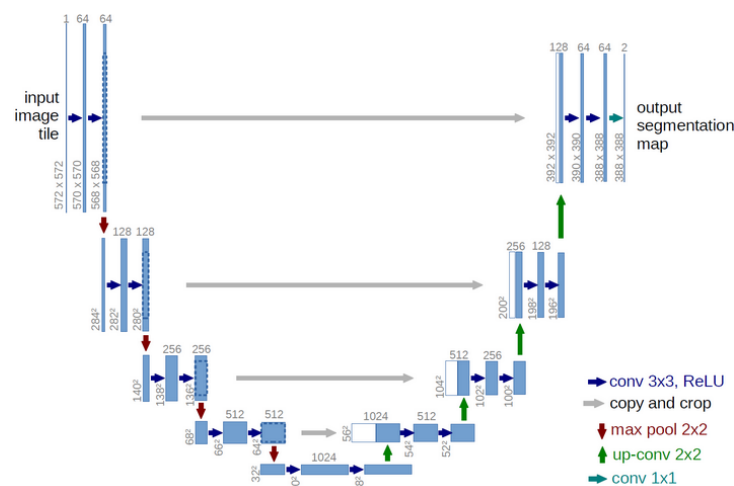 1 64 64
input
image
tile
572 x 572
570 x 570
568 x 568
128 64 64 2
output
segmentation
map
392 x 392
390 x 390
388 x 388
388 x 388
128 128
284²
282²
280²
256 128
200²
198²
196²
256 256
140²
138²
136²
512 256
104²
102²
100²
512 512
68²
66²
64²
1024 512
56²
54²
52²
1024
32²
0²
8²
conv 3x3, ReLU
copy and crop
max pool 2x2
up-conv 2x2
conv 1x1